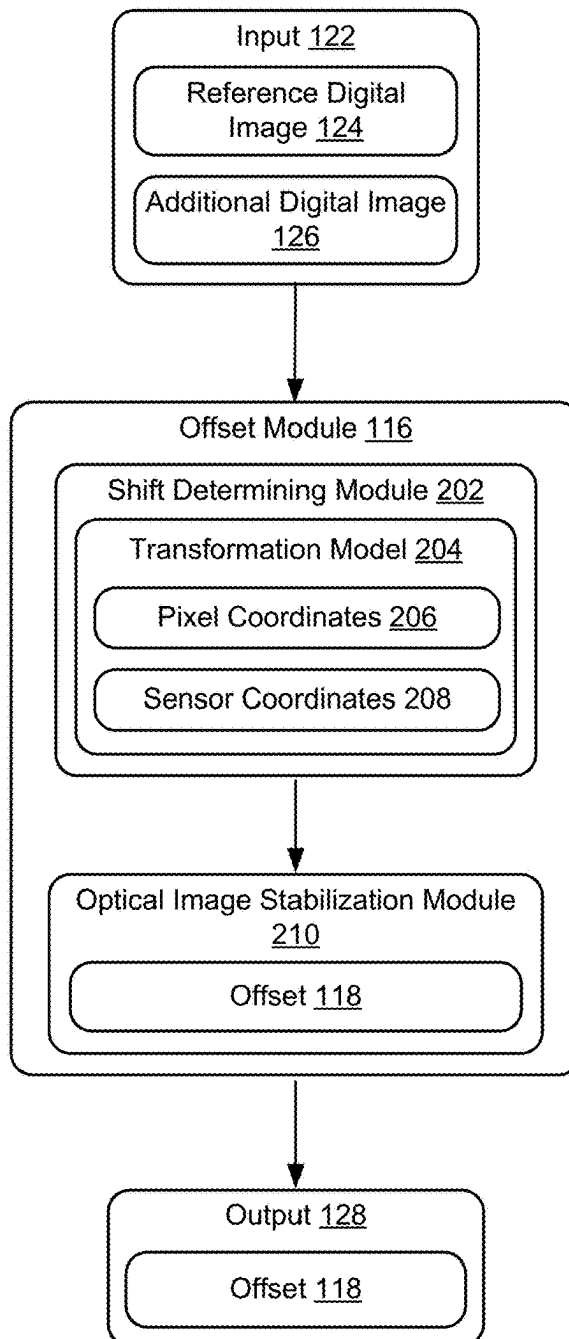 Input 122
Reference Digital
Image 124
Additional Digital Image
126
Offset Module 116
Shift Determining Module 202
Transformation Model 204
Pixel Coordinates 206
Sensor Coordinates 208
Optical Image Stabilization Module
210
Offset 118
Output 128
Offset 118